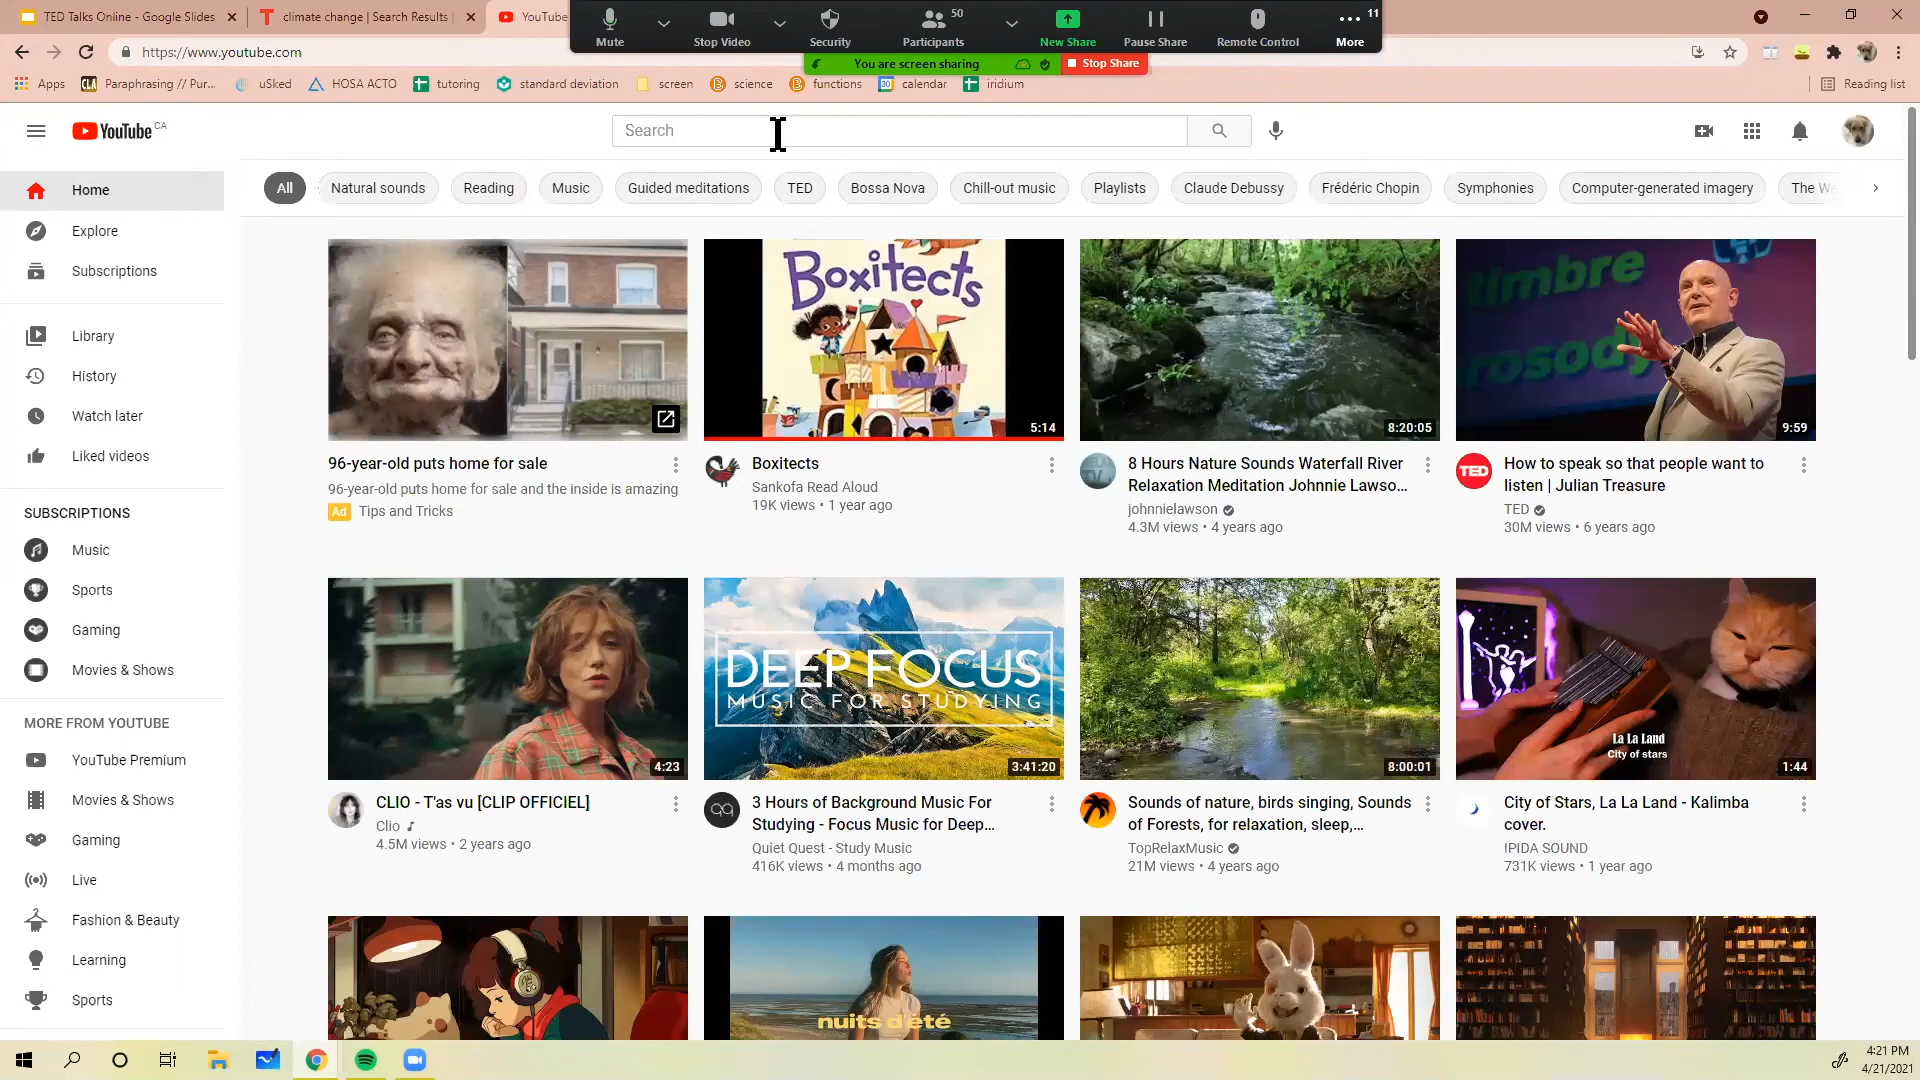 TED Talks Online - Google Slides
climate change | Search Results |
YouTube
Mute
Stop Video
Security
50
Participants
New Share
Pause Share
Remote Control
11
More
https://www.youtube.com
You are screen sharing
Stop Share
Apps
Paraphrasing // Pur...
uSked
HOSA ACTO
tutoring
standard deviation
screen
science
functions
calendar
iridium
Reading list
YouTube CA
Search
Home
Explore
Subscriptions
Library
History
Watch later
Liked videos
SUBSCRIPTIONS
Music
Sports
Gaming
Movies & Shows
MORE FROM YOUTUBE
YouTube Premium
Movies & Shows
Gaming
Live
Fashion & Beauty
Learning
Sports
All
Natural sounds
Reading
Music
Guided meditations
TED
Bossa Nova
Chill-out music
Playlists
Claude Debussy
Frédéric Chopin
Symphonies
Computer-generated imagery
The Wa
96-year-old puts home for sale
96-year-old puts home for sale and the inside is amazing
Ad Tips and Tricks
Boxitects
5:14
Boxitects
Sankofa Read Aloud
19K views • 1 year ago
8:20:05
8 Hours Nature Sounds Waterfall River
Relaxation Meditation Johnnie Lawso...
johnnielawson
4.3M views • 4 years ago
timbre
prosody
9:59
TED
How to speak so that people want to
listen | Julian Treasure
TED
30M views • 6 years ago
4:23
CLIO - T'as vu [CLIP OFFICIEL]
Clio
4.5M views • 2 years ago
DEEP FOCUS
MUSIC FOR STUDYING
3:41:20
3 Hours of Background Music For
Studying - Focus Music for Deep...
Quiet Quest - Study Music
416K views • 4 months ago
8:00:01
Sounds of nature, birds singing, Sounds
of Forests, for relaxation, sleep,...
TopRelaxMusic
21M views • 4 years ago
La La Land
City of stars
1:44
City of Stars, La La Land - Kalimba
cover.
IPIDA SOUND
731K views • 1 year ago
nuits d'été
4:21 PM
4/21/2021